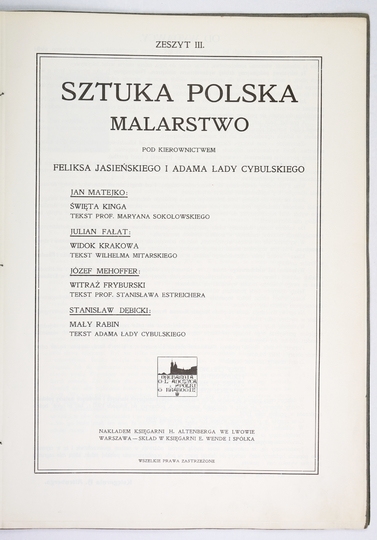 ZESZYT III.
SZTUKA POLSKA
MALARSTWO
POD KIEROWNICTWEM
FELIKSA JASIEŃSKIEGO I ADAMA LADY CYBULSKIEGO
JAN MATEJKO:
ŚWIĘTA KINGA
TEKST PROF. MARYANA SOKOŁOWSKIEGO
JULIAN FAŁAT:
WIDOK KRAKOWA
TEKST WILHELMA MITARSKIEGO
JÓZEF MEHOFFER:
WITRAŻ FRYBURSKI
TEKST PROF. STANISŁAWA ESTREICHERA
STANISŁAW DĘBICKI:
MAŁY RABIN
TEKST ADAMA ŁADY CYBULSKIEGO
NAKŁADEM KSIĘGARNI H. ALTENBERGA WE LWOWIE
WARSZAWA — SKŁAD W KSIĘGARNI E. WENDE I SPÓŁKA
WSZELKIE PRAWA ZASTRZEŻONE